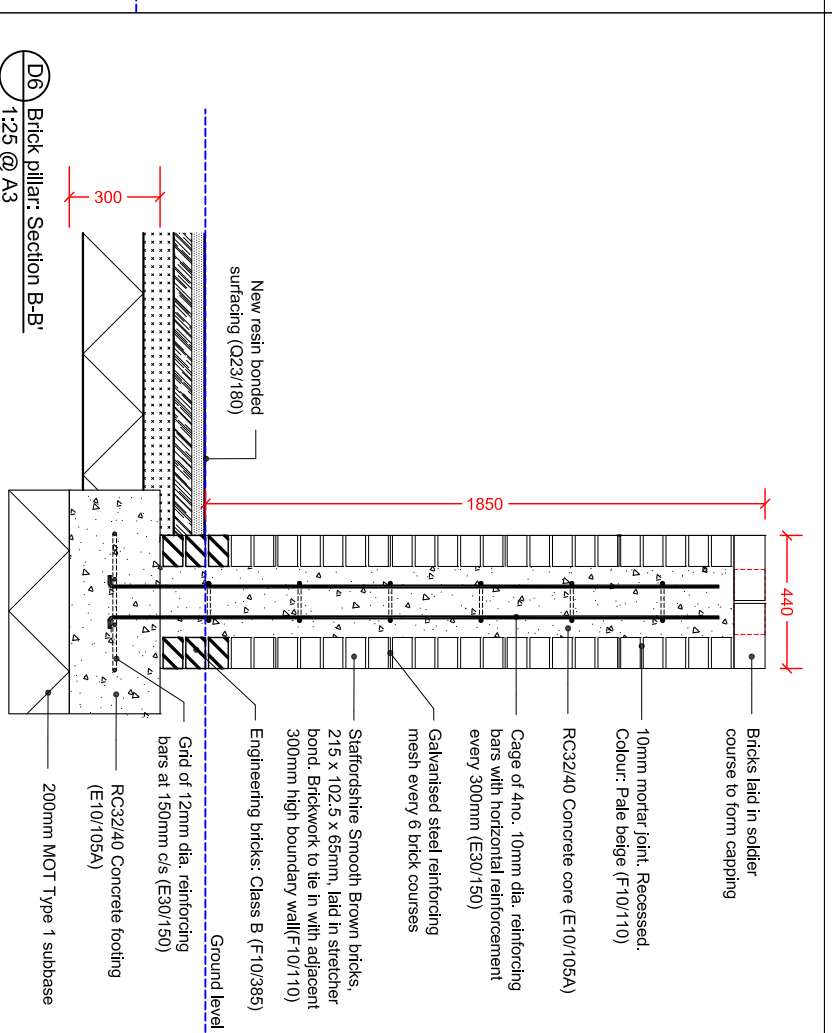 Bricks laid in soldier
course to form capping
10mm mortar joint. Recessed.
Colour: Pale beige (F10/110)
RC32/40 Concrete core (E10/105A)
Cage of 4no. 10mm dia. reinforcing
bars with horizontal reinforcement
every 300mm (E30/150)
Galvanised steel reinforcing
mesh every 6 brick courses
Staffordshire Smooth Brown bricks,
215 x 102.5 x 65mm, laid in stretcher
bond. Brickwork to tie in with adjacent
300mm high boundary wall(F10/110)
Engineering bricks: Class B (F10/385)
Ground level
Grid of 12mm dia. reinforcing
bars at 150mm c/s (E30/150)
RC32/40 Concrete footing
(E10/105A)
200mm MOT Type 1 subbase
440
1850
New resin bonded
surfacing (Q23/180)
300
D6 Brick pillar: Section B-B'
1:25 @ A3